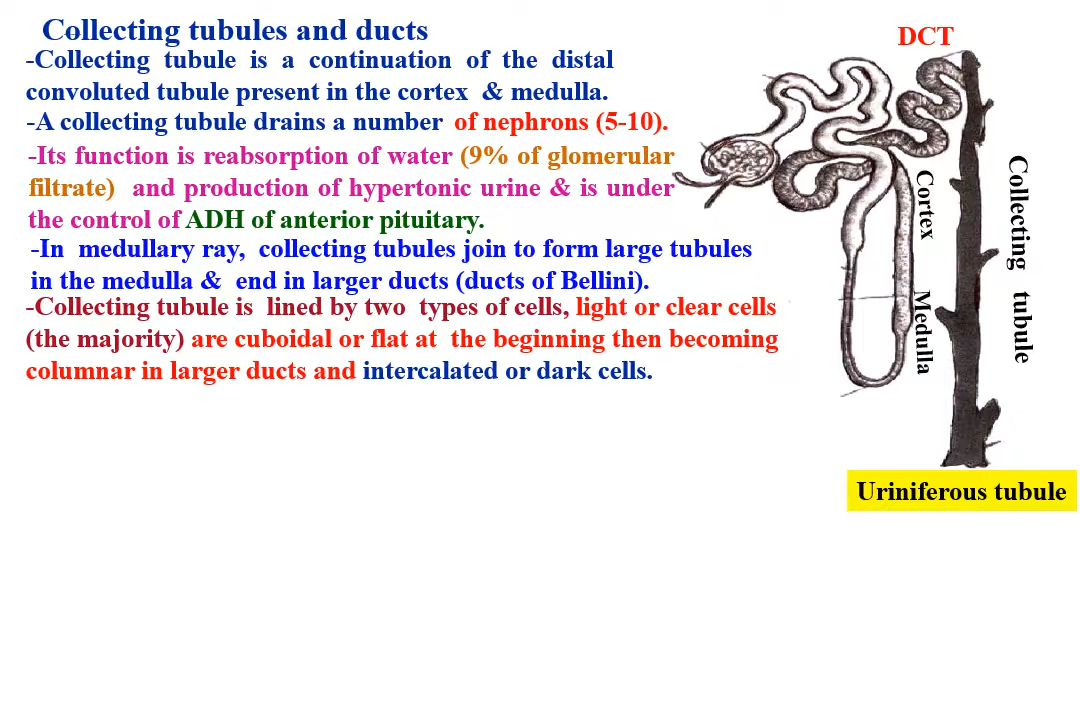 Collecting tubules and ducts
-Collecting tubule is a continuation of the distal
convoluted tubule present in the cortex & medulla.
-A collecting tubule drains a number of nephrons (5-10).
-Its function is reabsorption of water (9% of glomerular
filtrate) and production of hypertonic urine & is under
the control of ADH of anterior pituitary.
-In medullary ray, collecting tubules join to form large tubules
in the medulla & end in larger ducts (ducts of Bellini).
-Collecting tubule is lined by two types of cells, light or clear cells
(the majority) are cuboidal or flat at the beginning then becoming
columnar in larger ducts and intercalated or dark cells.
DCT
Cortex
Medulla
Collecting tubule
Uriniferous tubule